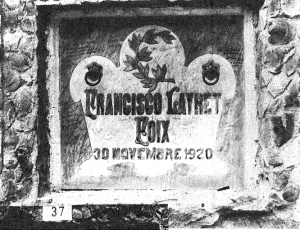 FRANCISCO LAYRET
FOIX
30 NOVEMBRE 1920
37